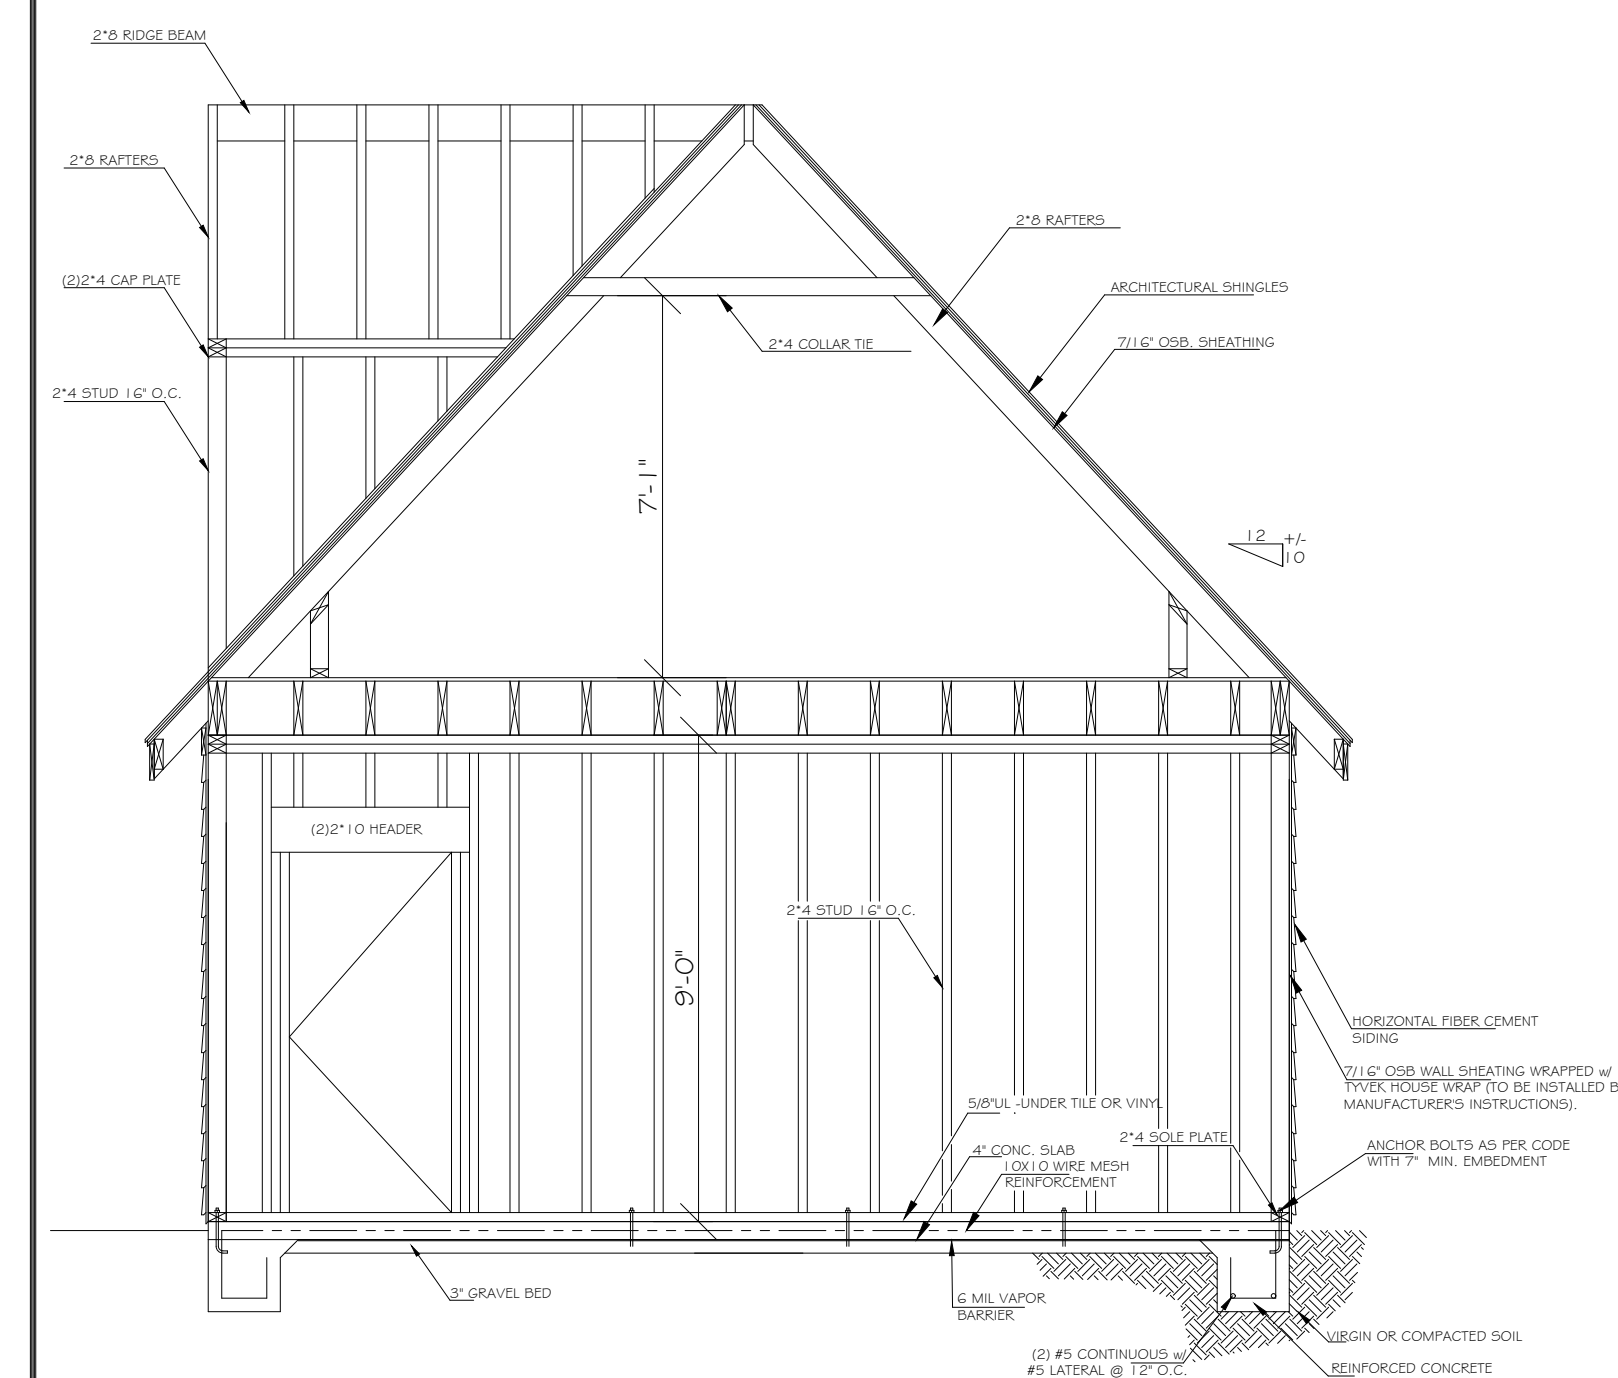 2*8 RIDGE BEAM
2*8 RAFTERS
2*8 RAFTERS
(2)2*4 CAP PLATE
ARCHITECTURAL SHINGLES
2*4 COLLAR TIE
7/16" OSB. SHEATHING
2*4 STUD 16" O.C.
7'-1"
12 +/-
10
(2)2*10 HEADER
2*4 STUD 16" O.C.
9'-0"
HORIZONTAL FIBER CEMENT
SIDING
7/16" OSB WALL SHEATING WRAPPED w/
TYVEK HOUSE WRAP (TO BE INSTALLED B
MANUFACTURER'S INSTRUCTIONS).
5/8"UL -UNDER TILE OR VINYL
2*4 SOLE PLATE
ANCHOR BOLTS AS PER CODE
WITH 7" MIN. EMBEDMENT
4" CONC. SLAB
10X10 WIRE MESH
REINFORCEMENT
3" GRAVEL BED
6 MIL VAPOR
BARRIER
VIRGIN OR COMPACTED SOIL
(2) #5 CONTINUOUS w/
#5 LATERAL @ 12" O.C.
REINFORCED CONCRETE